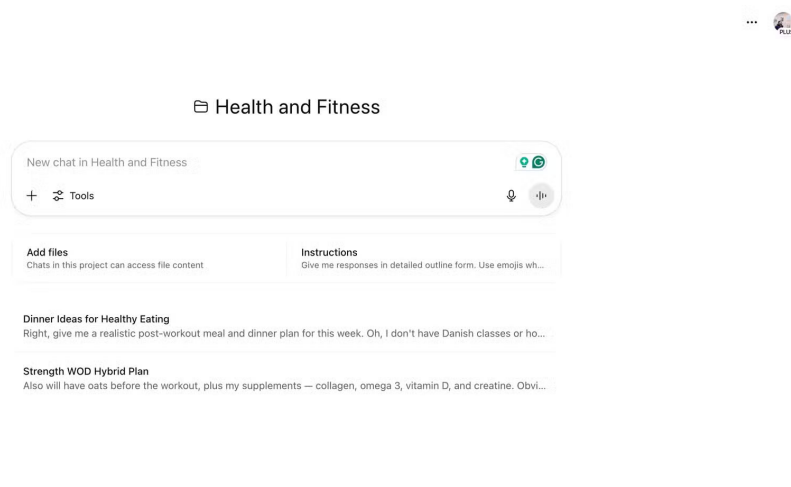 PLUS
Health and Fitness
New chat in Health and Fitness
Tools
Add files
Chats in this project can access file content
Instructions
Give me responses in detailed outline form. Use emojis wh...
Dinner Ideas for Healthy Eating
Right, give me a realistic post-workout meal and dinner plan for this week. Oh, I don't have Danish classes or ho...
Strength WOD Hybrid Plan
Also will have oats before the workout, plus my supplements — collagen, omega 3, vitamin D, and creatine. Obvi...